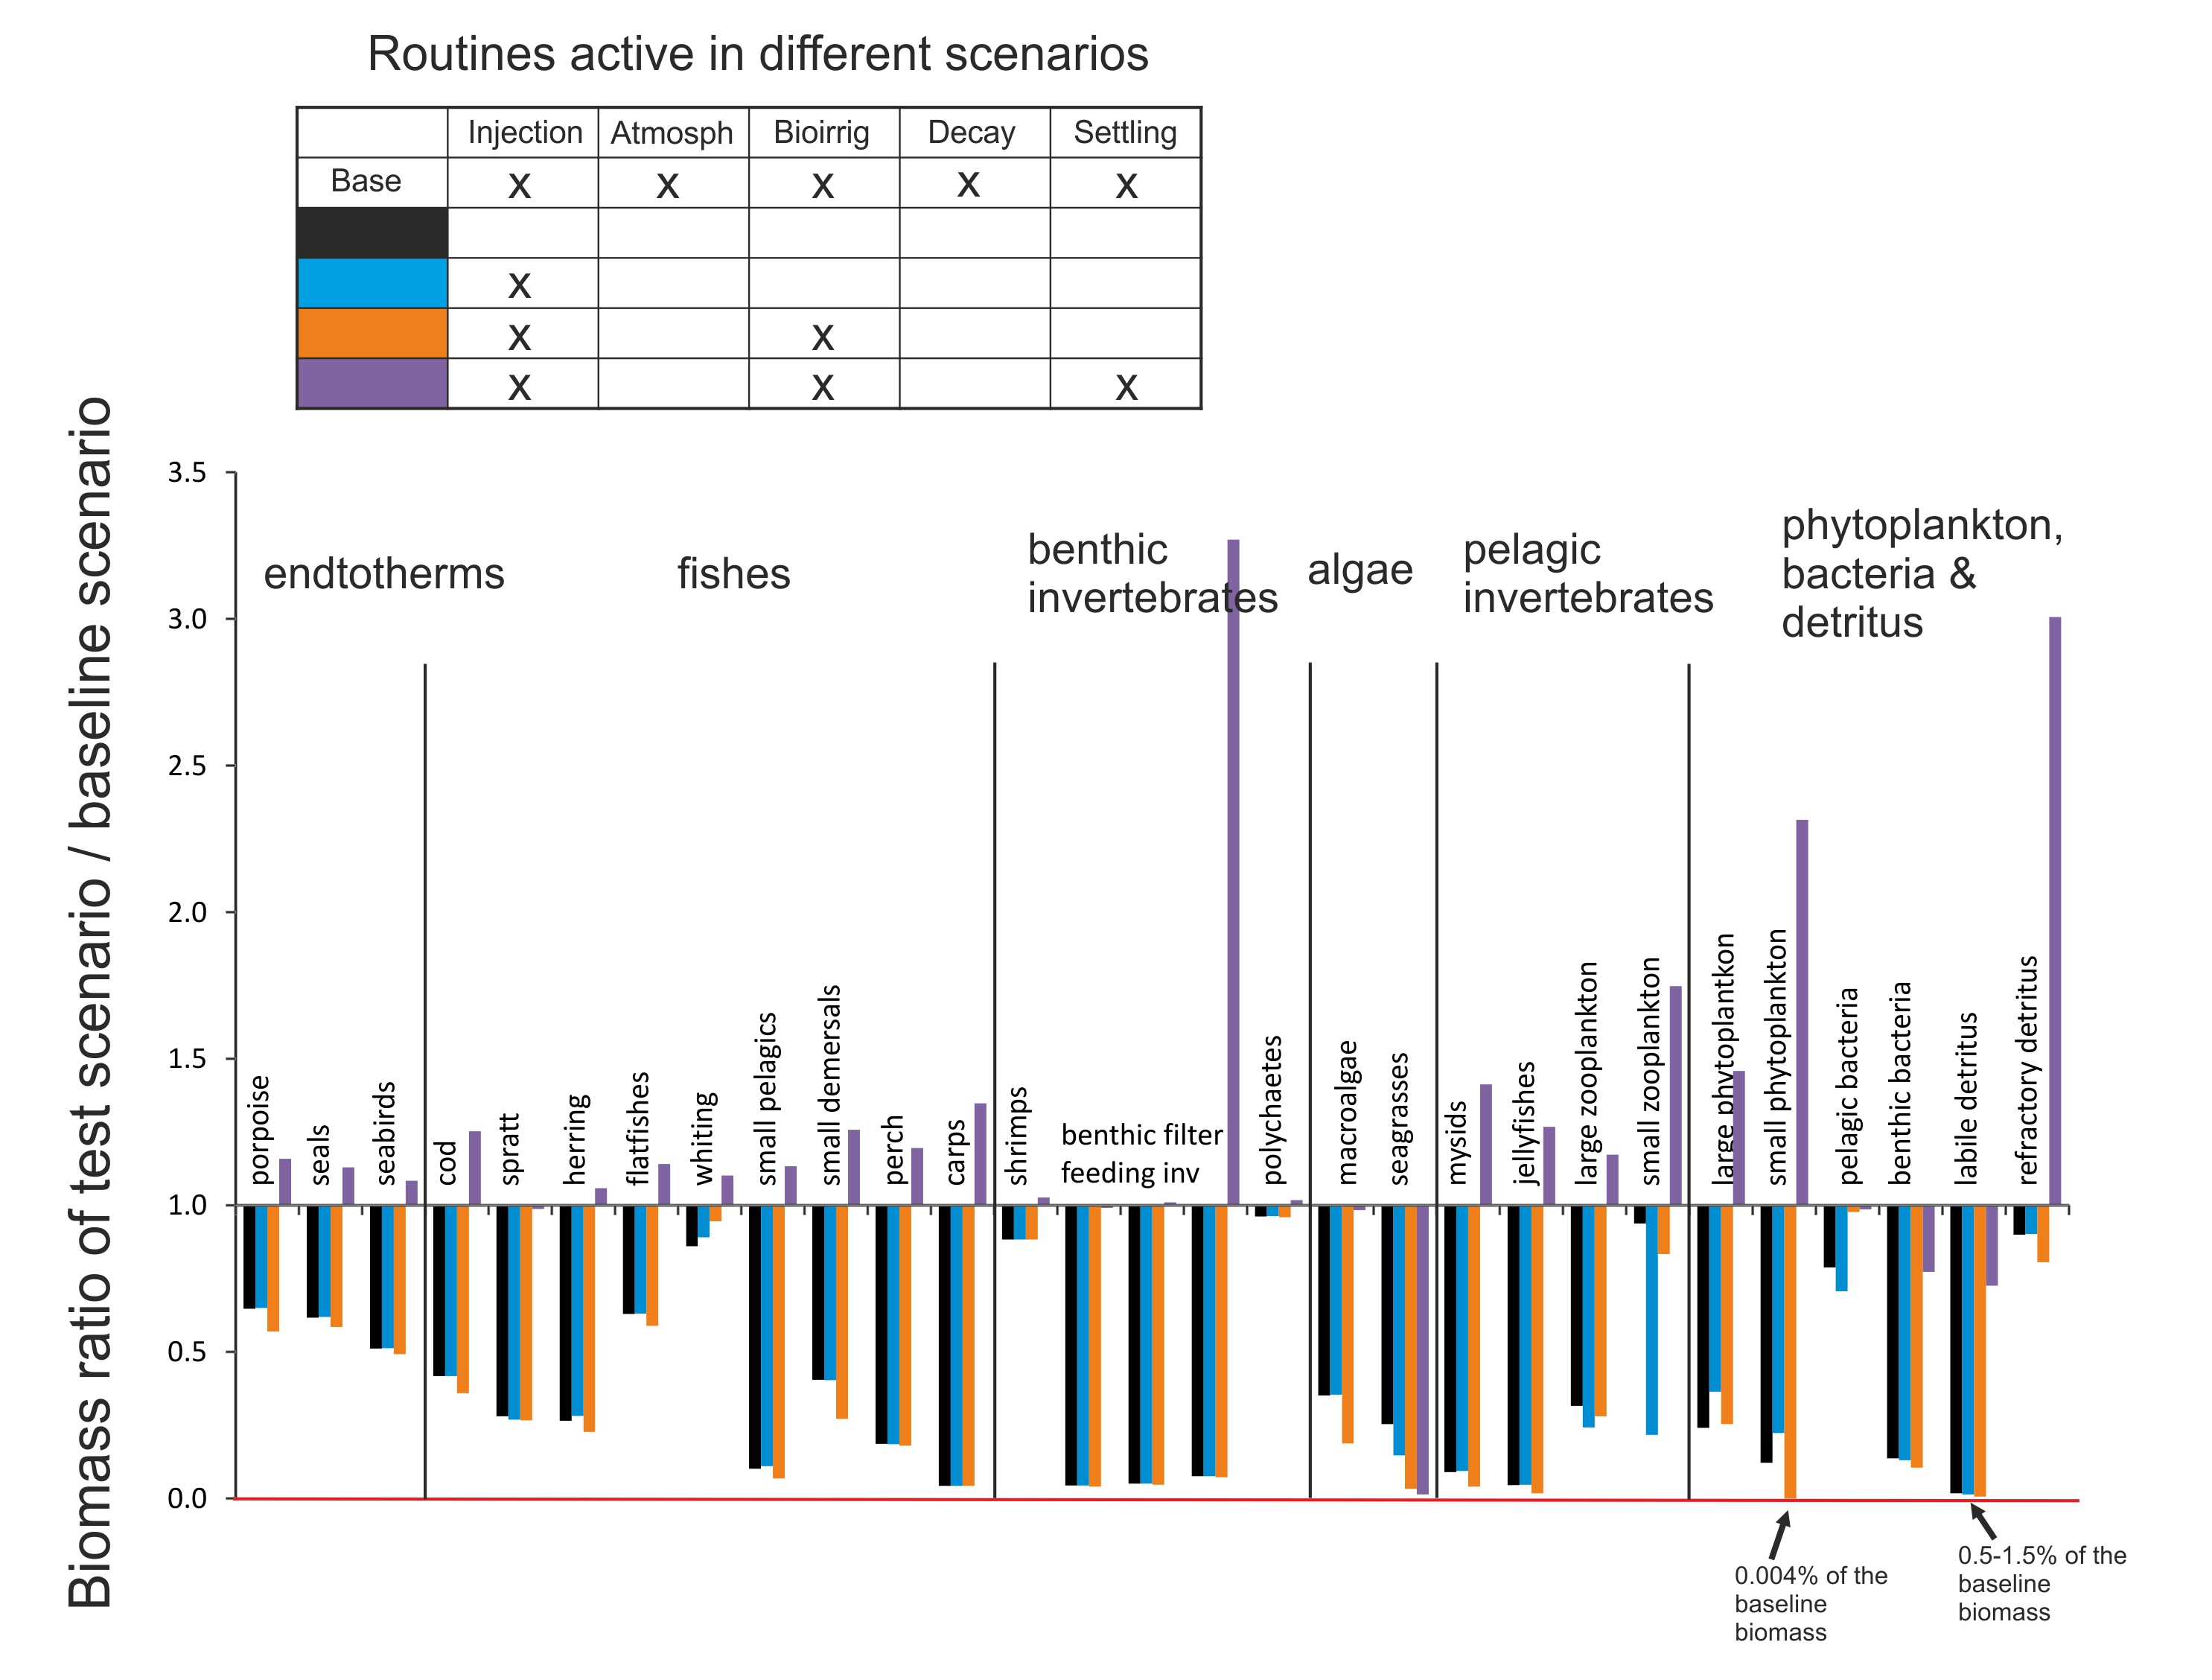 Routines active in different scenarios
Injection Atmosph Bioirrig Decay Settling
Base x x x x x
x
x x
x x x
Biomass ratio of test scenario / baseline scenario
3.5
3.0
2.5
2.0
1.5
1.0
0.5
0.0
endtotherms
fishes
benthic
invertebrates
algae
pelagic
invertebrates
phytoplankton,
bacteria &
detritus
porpoise
seals
seabirds
cod
spratt
herring
flatfishes
whiting
small pelagics
small demersals
perch
carps
shrimps
benthic filter
feeding inv
polychaetes
macroalgae
seagrasses
mysids
jellyfishes
large zooplankton
small zooplankton
large phytoplantkon
small phytoplankton
pelagic bacteria
benthic bacteria
labile detritus
refractory detritus
0.004% of the
baseline
biomass
0.5-1.5% of the
baseline
biomass